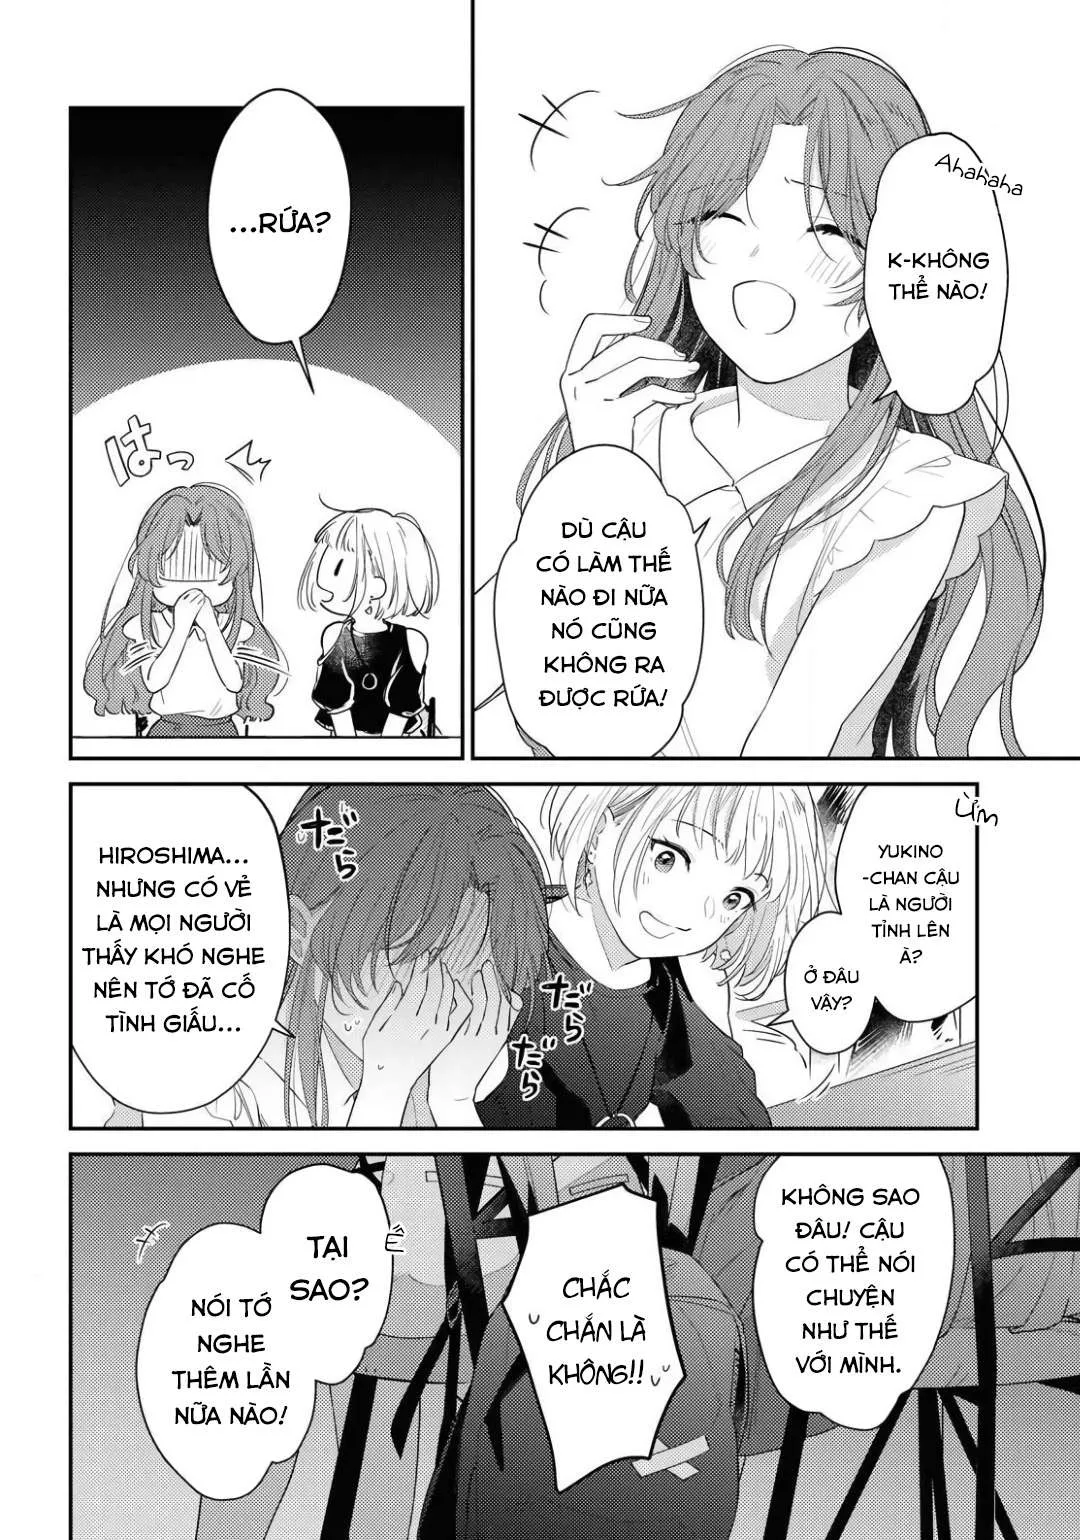 Ahahaha
K-KHÔNG
THỂ NÀO!
DÙ CẬU
CÓ LÀM THẾ
NÀO ĐI NỮA
NÓ CŨNG
KHÔNG RA
ĐƯỢC RỨA!
...RỨA?
はっ
ỪM
YUKINO
-CHAN CẬU
LÀ NGƯỜI
TỈNH LÊN
À?
Ở ĐÂU
VẬY?
だら
だら
だら
HIROSHIMA...
NHƯNG CÓ VẺ
LÀ MỌI NGƯỜI
THẤY KHÓ NGHE
NÊN TỚ ĐÃ CỐ
TÌNH GIẤU...
KHÔNG SAO
ĐÂU! CẬU
CÓ THỂ NÓI
CHUYỆN
NHƯ THẾ
VỚI MÌNH.
CHẮC
CHẮN LÀ
KHÔNG!!
Ê
TẠI
SAO?
NÓI TỚ
NGHE
THÊM LẦN
NỮA NÀO!